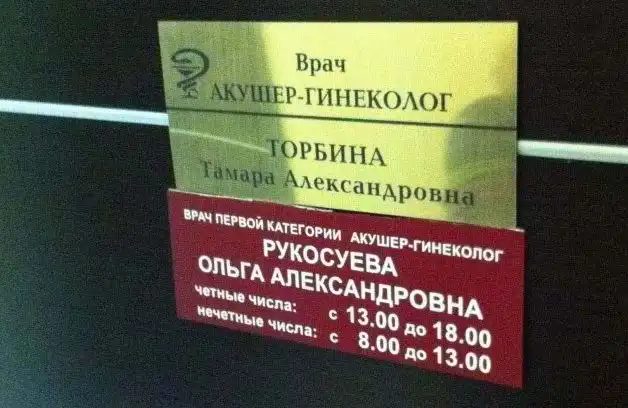 Врач
АКУШЕР-ГИНЕКОЛОГ
ТОРБИНА
Тамара Александровна
ВРАЧ ПЕРВОЙ КАТЕГОРИИ АКУШЕР-ГИНЕКОЛОГ
РУКОСУЕВА
ОЛЬГА АЛЕКСАНДРОВНА
четные числа: с 13.00 до 18.00
нечетные числа: с 8.00 до 13.00